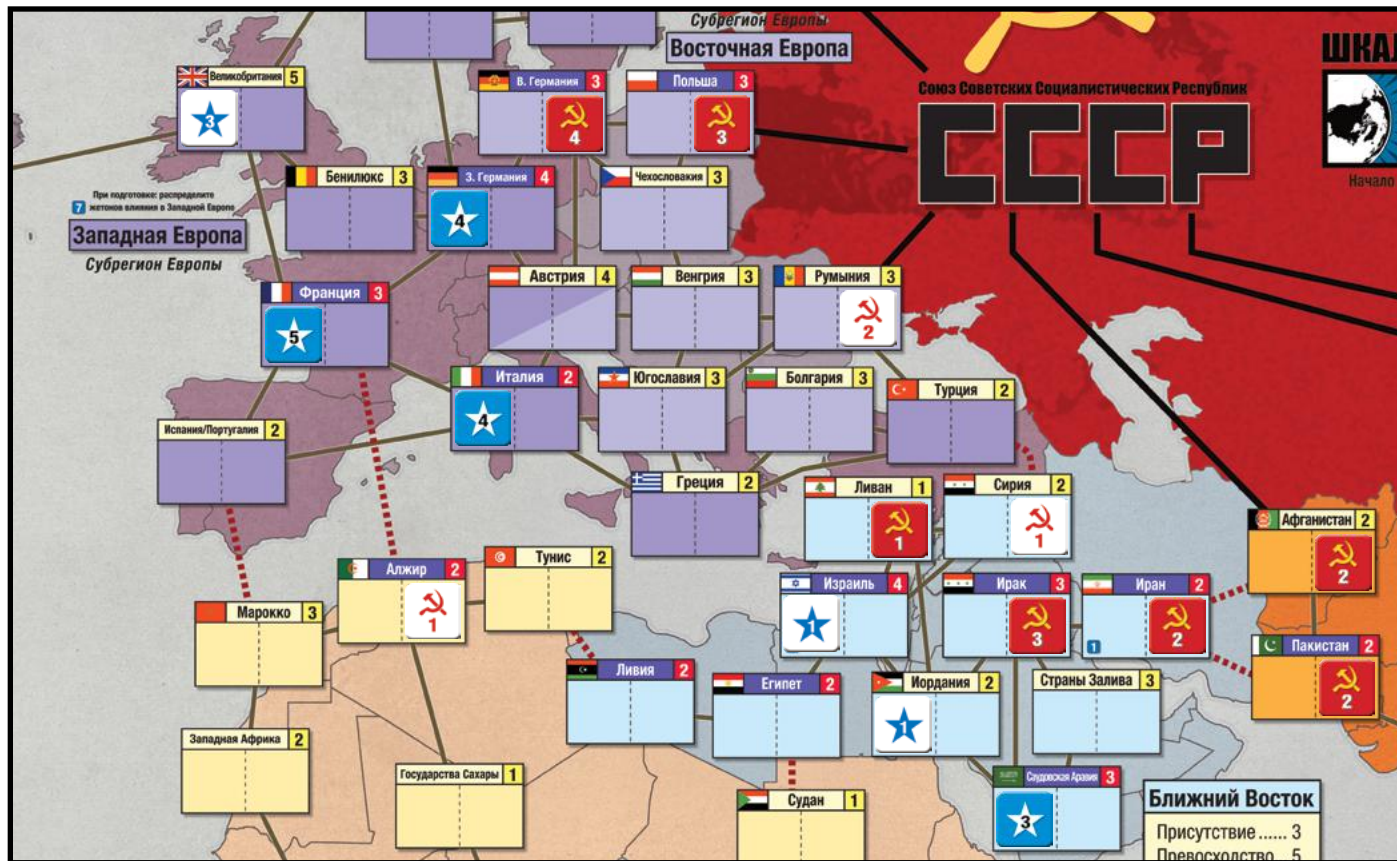 Субрегион Европы
Восточная Европа
ШКАЛ
Союз Советских Социалистических Республик
СССР
Начало
Великобритания 5
3
В. Германия 3
4
Польша 3
3
При подготовке: распределите
7 жетонов влияния в Западной Европе
Западная Европа
Субрегион Европы
Бенилюкс 3
З. Германия 4
4
Чехословакия 3
Франция 3
5
Австрия 4
Венгрия 3
Румыния 3
2
Италия 2
4
Югославия 3
Болгария 3
Турция 2
Испания/Португалия 2
Греция 2
Ливан 1
1
Сирия 2
1
Афганистан 2
2
Алжир 2
1
Тунис 2
Израиль 4
1
Ирак 3
3
Иран 2
1
2
Марокко 3
Пакистан 2
2
Ливия 2
Египет 2
Иордания 2
1
Страны Залива 3
Западная Африка 2
Государства Сахары 1
Судан 1
Саудовская Аравия 3
3
Ближний Восток
Присутствие ...... 3
Превосходство 5